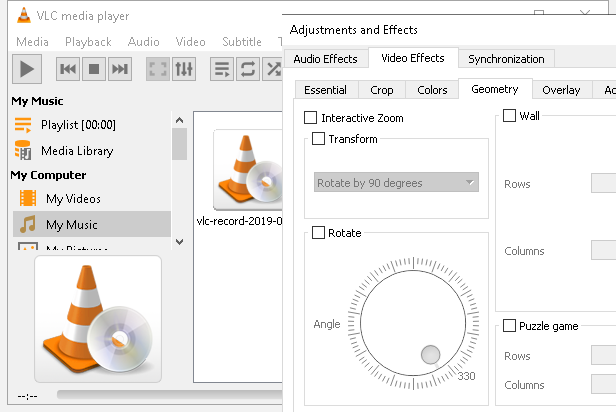 VLC media player
Media Playback Audio Video Subtitle
My Music
Playlist [00:00]
Media Library
My Computer
My Videos
My Music
My Pictures
vlc-record-2019-0
--:--
Adjustments and Effects
Audio Effects Video Effects Synchronization
Essential Crop Colors Geometry Overlay
Interactive Zoom
Transform
Rotate by 90 degrees
Rotate
Angle
330
Wall
Rows
Columns
Puzzle game
Rows
Columns